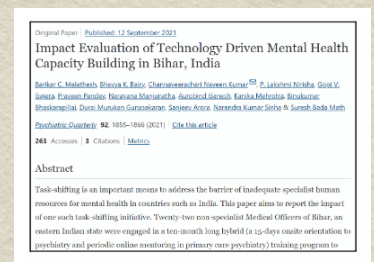 Original Paper | Published: 12 September 2021
Impact Evaluation of Technology Driven Mental Health
Capacity Building in Bihar, India
Barikar C. Malathesh, Bhavya K. Bairy, Channaveerachari Naveen Kumar, P. Lakshmi Nirisha, Gopi V.
Gajera, Praveen Pandey, Narayana Manjunatha, Aurobind Ganesh, Kanika Mehrotra, Binukumar
Bhaskarapillai, Durai Murukan Gunasekaran, Sanjeev Arora, Narendra Kumar Sinha & Suresh Bada Math
Psychiatric Quarterly 92, 1855–1866 (2021) Cite this article
263 Accesses | 3 Citations | Metrics
Abstract
Task-shifting is an important means to address the barrier of inadequate specialist human
resources for mental health in countries such as India. This paper aims to report the impact
of one such task-shifting initiative. Twenty-two non-specialist Medical Officers of Bihar, an
eastern Indian state were engaged in a ten-month long hybrid (a 15-days onsite orientation to
psychiatry and periodic online mentoring in primary care psychiatry) training program to